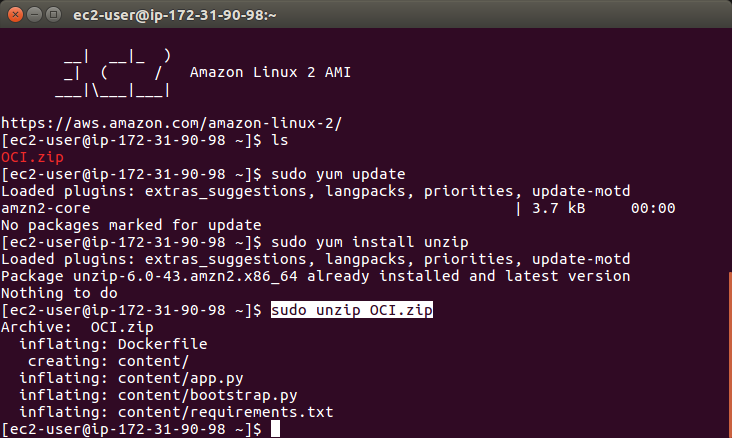 ec2-user@ip-172-31-90-98:~
       __|  __|_  )
       _|  (     /   Amazon Linux 2 AMI
      ___|\___|___|
https://aws.amazon.com/amazon-linux-2/
[ec2-user@ip-172-31-90-98 ~]$ ls
OCI.zip
[ec2-user@ip-172-31-90-98 ~]$ sudo yum update
Loaded plugins: extras_suggestions, langpacks, priorities, update-motd
amzn2-core                                               | 3.7 kB     00:00
No packages marked for update
[ec2-user@ip-172-31-90-98 ~]$ sudo yum install unzip
Loaded plugins: extras_suggestions, langpacks, priorities, update-motd
Package unzip-6.0-43.amzn2.x86_64 already installed and latest version
Nothing to do
[ec2-user@ip-172-31-90-98 ~]$ sudo unzip OCI.zip
Archive:  OCI.zip
  inflating: Dockerfile
   creating: content/
  inflating: content/app.py
  inflating: content/bootstrap.py
  inflating: content/requirements.txt
[ec2-user@ip-172-31-90-98 ~]$